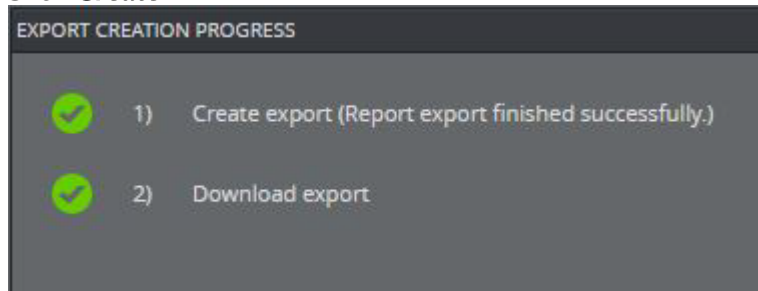 EXPORT CREATION PROGRESS
1) Create export (Report export finished successfully.)
2) Download export